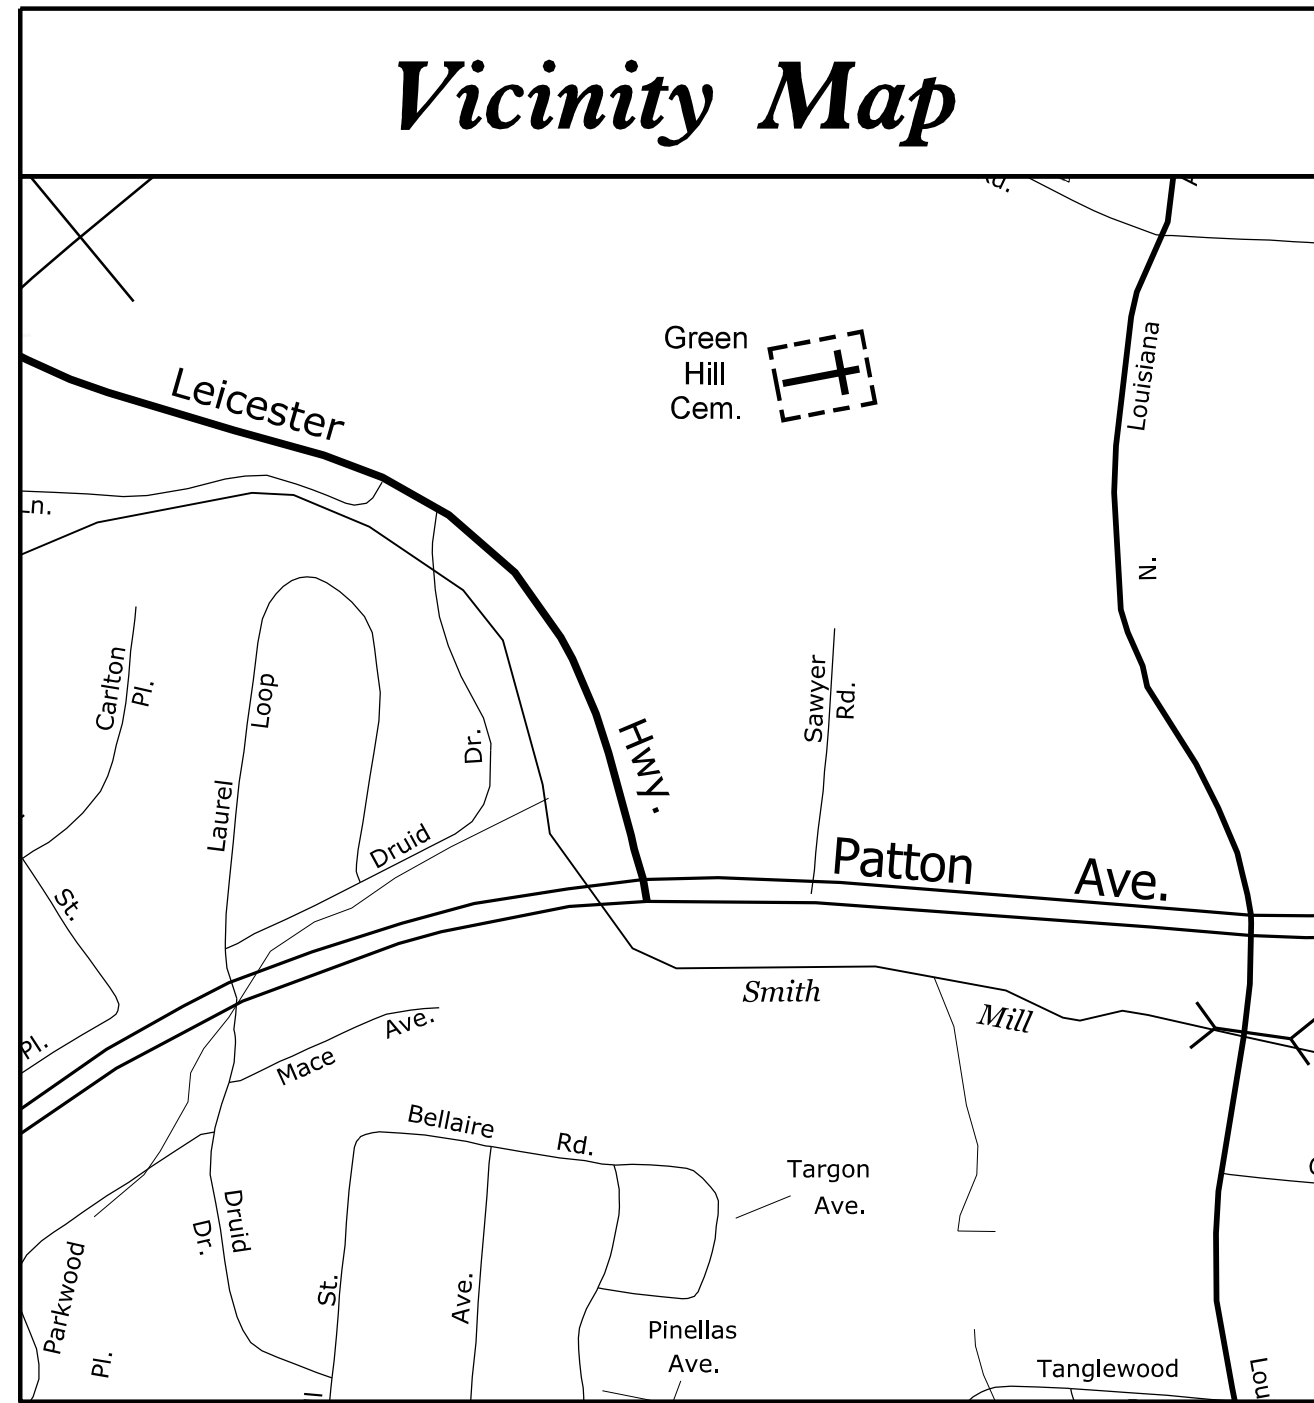 Vicinity Map
Rd.
Leicester
Green
Hill
Cem.
Louisiana
Ln.
N.
Carlton
Pl.
Loop
Sawyer
Rd.
Dr.
Hwy.
Laurel
Druid
Patton Ave.
St.
Smith
Mill
Pl.
Mace
Ave.
Bellaire
Rd.
Targon
Ave.
Druid
Dr.
Parkwood
Pl.
St.
Ave.
Pinellas
Ave.
Tanglewood
Lou